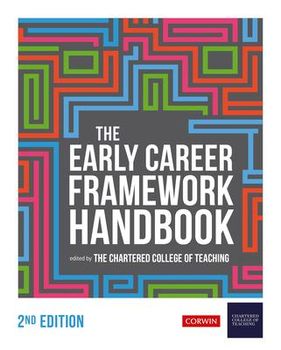 THE
EARLY CAREER
FRAMEWORK
HANDBOOK
edited by THE CHARTERED COLLEGE OF TEACHING
2ND EDITION
CORWIN
CHARTERED
COLLEGE OF
TEACHING